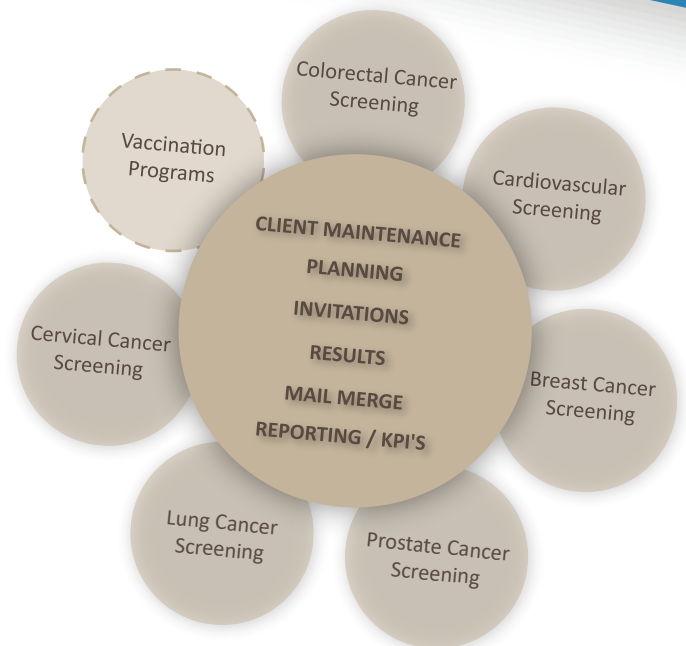 Colorectal Cancer
Screening
Vaccination
Programs
Cardiovascular
Screening
CLIENT MAINTENANCE
PLANNING
INVITATIONS
RESULTS
MAIL MERGE
REPORTING / KPI'S
Cervical Cancer
Screening
Breast Cancer
Screening
Lung Cancer
Screening
Prostate Cancer
Screening